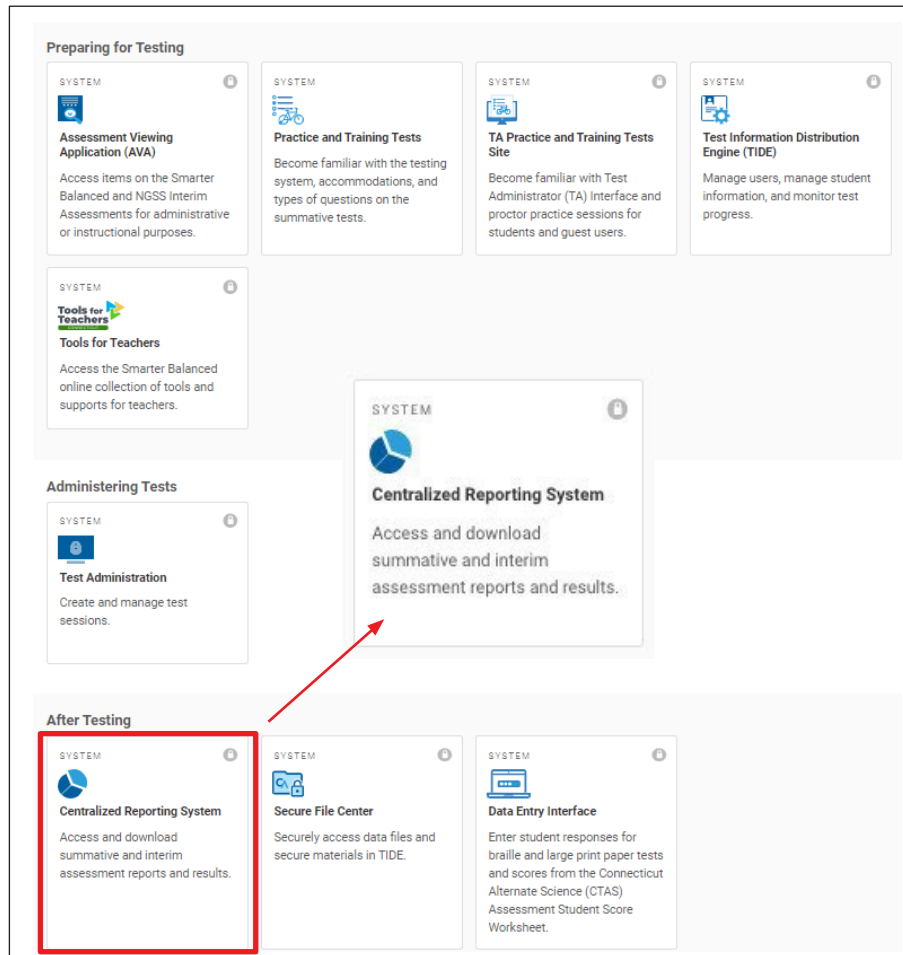 Preparing for Testing
SYSTEM
Assessment Viewing
Application (AVA)
Access items on the Smarter
Balanced and NGSS Interim
Assessments for administrative
or instructional purposes.
SYSTEM
Practice and Training Tests
Become familiar with the testing
system, accommodations, and
types of questions on the
summative tests.
SYSTEM
TA Practice and Training Tests
Site
Become familiar with Test
Administrator (TA) Interface and
proctor practice sessions for
students and guest users.
SYSTEM
Test Information Distribution
Engine (TIDE)
Manage users, manage student
information, and monitor test
progress.
SYSTEM
Tools for
Teachers
CONNECTICUT
Tools for Teachers
Access the Smarter Balanced
online collection of tools and
supports for teachers.
SYSTEM
Centralized Reporting System
Access and download
summative and interim
assessment reports and results.
Administering Tests
SYSTEM
Test Administration
Create and manage test
sessions.
After Testing
SYSTEM
Centralized Reporting System
Access and download
summative and interim
assessment reports and results.
SYSTEM
Secure File Center
Securely access data files and
secure materials in TIDE.
SYSTEM
Data Entry Interface
Enter student responses for
braille and large print paper tests
and scores from the Connecticut
Alternate Science (CTAS)
Assessment Student Score
Worksheet.